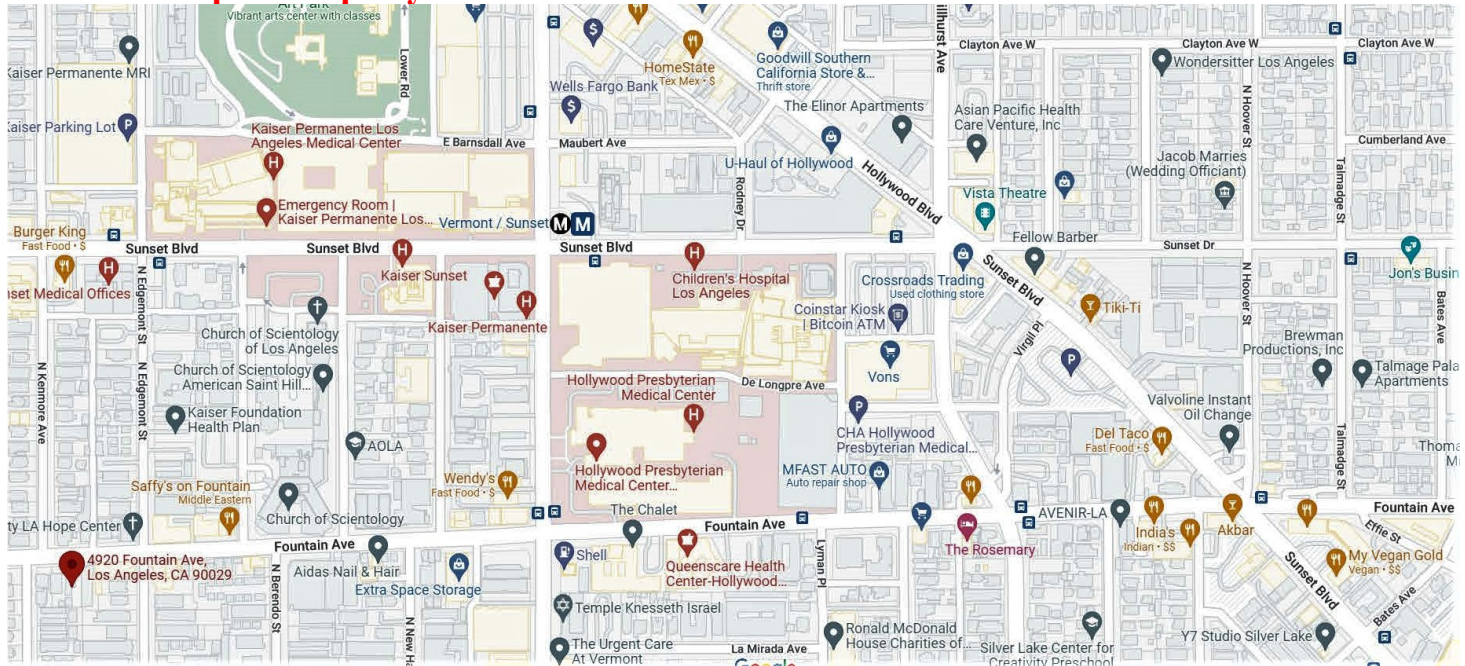 Art Park
Vibrant arts center with classes
Lower Rd
Kaiser Permanente MRI
Kaiser Parking Lot
P
Kaiser Permanente Los
Angeles Medical Center
H
E Barnsdall Ave
Emergency Room |
Kaiser Permanente Los...
Vermont / Sunset
M
M
$
Wells Fargo Bank
$
HomeState
Tex Mex • $
Goodwill Southern
California Store &...
Thrift store
The Elinor Apartments
Maubert Ave
U-Haul of Hollywood
Rodney Dr
Hollywood Blvd
illhurst Ave
Clayton Ave W
Clayton Ave W
Clayton Ave W
Wondersitter Los Angeles
Asian Pacific Health
Care Venture, Inc
N Hoover St
Cumberland Ave
Jacob Marries
(Wedding Officiant)
Talmadge St
Vista Theatre
Burger King
Fast Food • $
Sunset Blvd
Sunset Blvd
Sunset Blvd
Fellow Barber
Sunset Dr
nset Medical Offices
H
N Edgemont St
H
Kaiser Sunset
H
Kaiser Permanente
H
Children's Hospital
Los Angeles
Crossroads Trading
Used clothing store
Sunset Blvd
Tiki-Ti
N Hoover St
Jon's Busin
Bates Ave
Church of Scientology
of Los Angeles
Coinstar Kiosk
| Bitcoin ATM
Virgil Pl
P
Brewman
Productions, Inc
Talmage Pala
Apartments
N Kenmore Ave
N Edgemont St
Church of Scientology
American Saint Hill...
Vons
De Longpre Ave
Hollywood Presbyterian
Medical Center
H
Kaiser Foundation
Health Plan
AOLA
P
CHA Hollywood
Presbyterian Medical...
Valvoline Instant
Oil Change
Del Taco
Fast Food • $
Talmadge St
Thoma
Hollywood Presbyterian
Medical Center...
MFAST AUTO
Auto repair shop
Wendy's
Fast Food • $
Saffy's on Fountain
Middle Eastern
Church of Scientology
ty LA Hope Center
The Chalet
Fountain Ave
AVENIR-LA
Fountain Ave
Fountain Ave
4920 Fountain Ave,
Los Angeles, CA 90029
N Berendo St
Aidas Nail & Hair
Extra Space Storage
N New Ha
Shell
Queenscare Health
Center-Hollywood...
Lyman Pl
The Rosemary
India's
Indian • $$
Akbar
Effie St
My Vegan Gold
Vegan • $$
Sunset Blvd
Bates Ave
Temple Knesseth Israel
The Urgent Care
At Vermont
La Mirada Ave
Google
Ronald McDonald
House Charities of...
Silver Lake Center for
Creativity Preschool
Y7 Studio Silver Lake